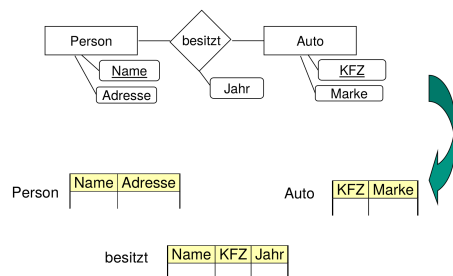 Person besitzt Auto
Name KFZ
Adresse Jahr Marke
Person Name Adresse
Auto KFZ Marke
besitzt Name KFZ Jahr